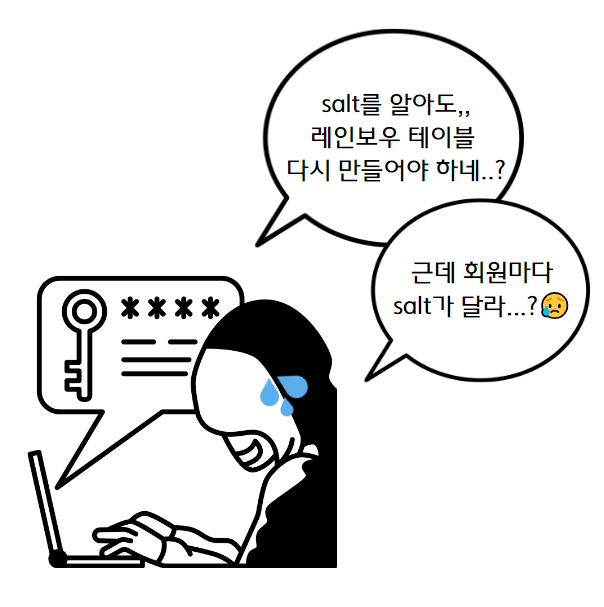 salt를 알아도,,
레인보우 테이블
다시 만들어야 하네..?
근데 회원마다
salt가 달라...?😥
****